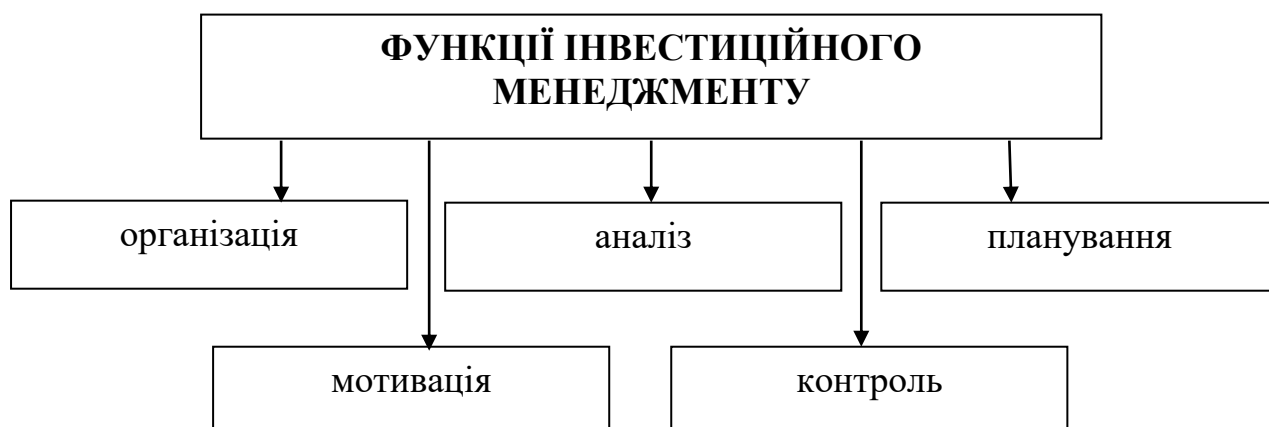 ФУНКЦІЇ ІНВЕСТИЦІЙНОГО
МЕНЕДЖМЕНТУ
організація
аналіз
планування
мотивація
контроль